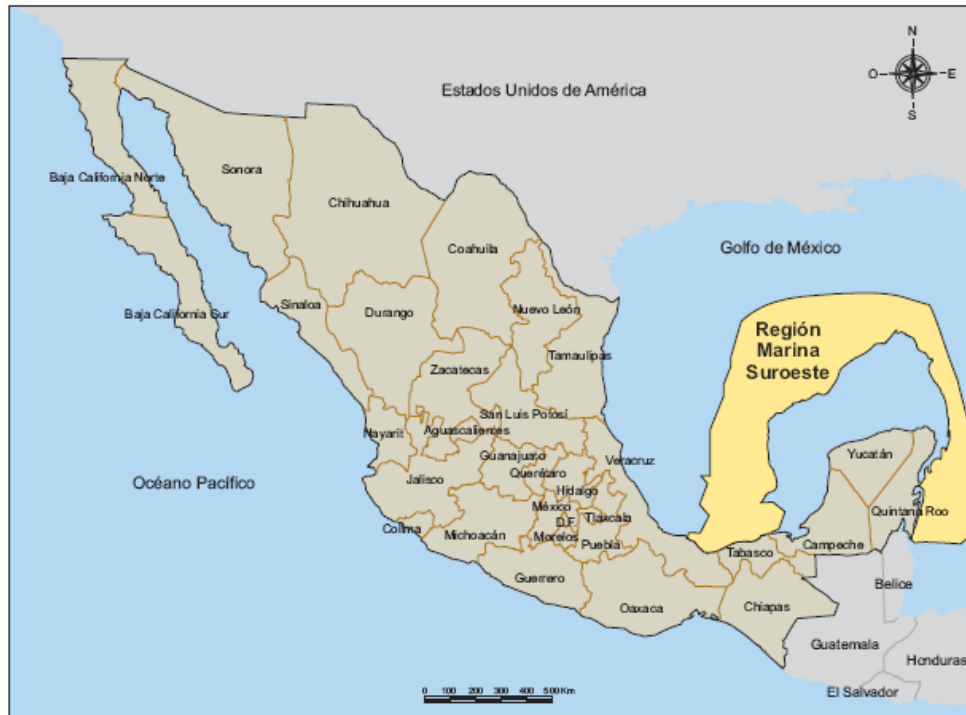 N
O E
S
Estados Unidos de América
Baja California Norte
Sonora
Chihuahua
Coahuila
Golfo de México
Baja California Sur
Sinaloa
Durango
Nuevo León
Tamaulipas
Región
Marina
Suroeste
Zacatecas
San Luis Potosí
Nayarit
Aguascalientes
Guanajuato
Querétaro
Veracruz
Yucatán
Océano Pacífico
Jalisco
Hidalgo
México
D.F.
Tlaxcala
Quintana Roo
Colima
Michoacán
Morelos
Puebla
Tabasco
Campeche
Guerrero
Oaxaca
Chiapas
Belice
Guatemala
Honduras
El Salvador
0 100 200 300 400 500 Km